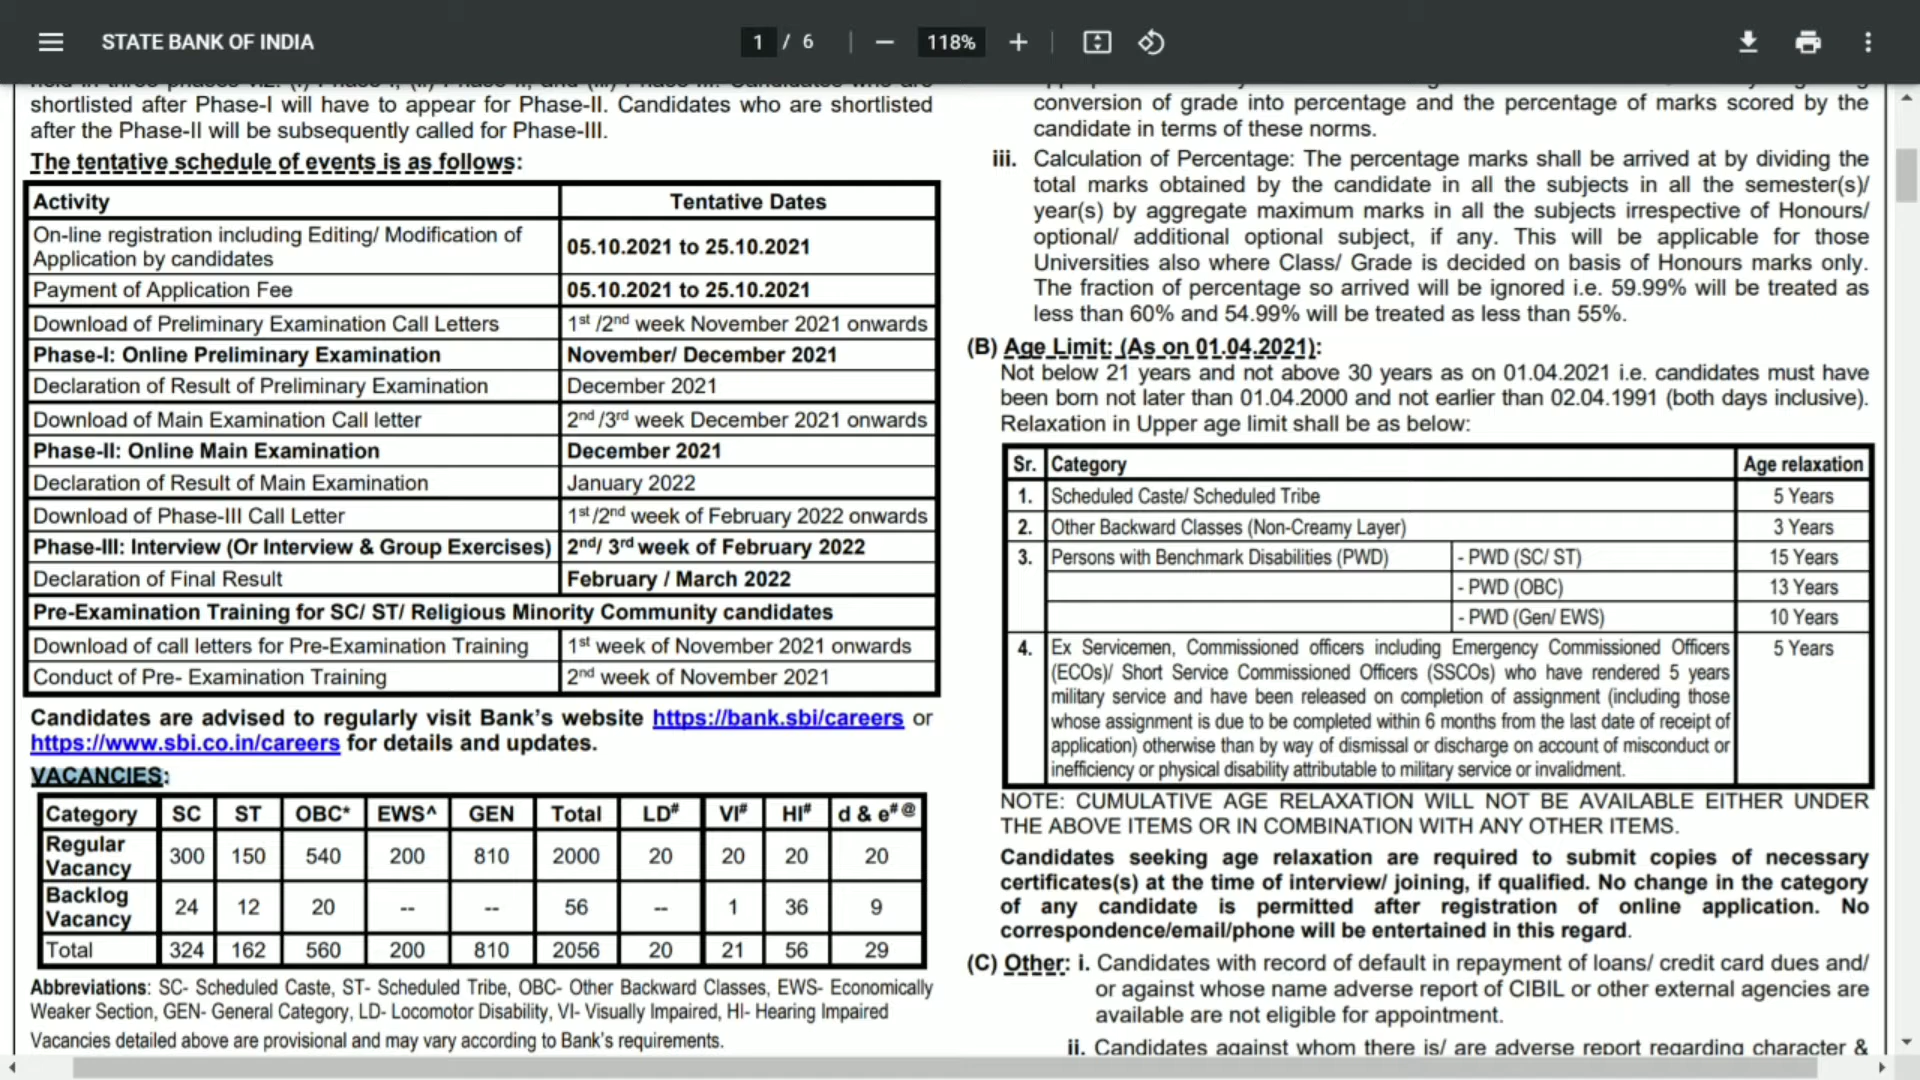 STATE BANK OF INDIA
1 / 6
118%
shortlisted after Phase-I will have to appear for Phase-II. Candidates who are shortlisted
after the Phase-II will be subsequently called for Phase-III.
The tentative schedule of events is as follows:
Activity Tentative Dates
On-line registration including Editing/ Modification of
Application by candidates
05.10.2021 to 25.10.2021
Payment of Application Fee 05.10.2021 to 25.10.2021
Download of Preliminary Examination Call Letters 1st /2nd week November 2021 onwards
Phase-I: Online Preliminary Examination November/ December 2021
Declaration of Result of Preliminary Examination December 2021
Download of Main Examination Call letter 2nd /3rd week December 2021 onwards
Phase-II: Online Main Examination December 2021
Declaration of Result of Main Examination January 2022
Download of Phase-III Call Letter 1st /2nd week of February 2022 onwards
Phase-III: Interview (Or Interview & Group Exercises) 2nd/ 3rd week of February 2022
Declaration of Final Result February / March 2022
Pre-Examination Training for SC/ ST/ Religious Minority Community candidates
Download of call letters for Pre-Examination Training 1st week of November 2021 onwards
Conduct of Pre- Examination Training 2nd week of November 2021
Candidates are advised to regularly visit Bank's website https://bank.sbi/careers or
https://www.sbi.co.in/careers for details and updates.
VACANCIES:
Category SC ST OBC* EWS^ GEN Total LD# VI# HI# d & e# @
Regular
Vacancy
300 150 540 200 810 2000 20 20 20 20
Backlog
Vacancy
24 12 20 -- -- 56 -- 1 36 9
Total 324 162 560 200 810 2056 20 21 56 29
Abbreviations: SC- Scheduled Caste, ST- Scheduled Tribe, OBC- Other Backward Classes, EWS- Economically
Weaker Section, GEN- General Category, LD- Locomotor Disability, VI- Visually Impaired, HI- Hearing Impaired
Vacancies detailed above are provisional and may vary according to Bank's requirements.
conversion of grade into percentage and the percentage of marks scored by the
candidate in terms of these norms.
iii. Calculation of Percentage: The percentage marks shall be arrived at by dividing the
total marks obtained by the candidate in all the subjects in all the semester(s)/
year(s) by aggregate maximum marks in all the subjects irrespective of Honours/
optional/ additional optional subject, if any. This will be applicable for those
Universities also where Class/ Grade is decided on basis of Honours marks only.
The fraction of percentage so arrived will be ignored i.e. 59.99% will be treated as
less than 60% and 54.99% will be treated as less than 55%.
(B) Age Limit: (As on 01.04.2021):
Not below 21 years and not above 30 years as on 01.04.2021 i.e. candidates must have
been born not later than 01.04.2000 and not earlier than 02.04.1991 (both days inclusive).
Relaxation in Upper age limit shall be as below:
Sr. Category Age relaxation
1. Scheduled Caste/ Scheduled Tribe 5 Years
2. Other Backward Classes (Non-Creamy Layer) 3 Years
3. Persons with Benchmark Disabilities (PWD) - PWD (SC/ ST) 15 Years
- PWD (OBC) 13 Years
- PWD (Gen/ EWS) 10 Years
4. Ex Servicemen, Commissioned officers including Emergency Commissioned Officers 5 Years
(ECOs)/ Short Service Commissioned Officers (SSCOs) who have rendered 5 years
military service and have been released on completion of assignment (including those
whose assignment is due to be completed within 6 months from the last date of receipt of
application) otherwise than by way of dismissal or discharge on account of misconduct or
inefficiency or physical disability attributable to military service or invalidment.
NOTE: CUMULATIVE AGE RELAXATION WILL NOT BE AVAILABLE EITHER UNDER
THE ABOVE ITEMS OR IN COMBINATION WITH ANY OTHER ITEMS.
Candidates seeking age relaxation are required to submit copies of necessary
certificates(s) at the time of interview/ joining, if qualified. No change in the category
of any candidate is permitted after registration of online application. No
correspondence/email/phone will be entertained in this regard.
(C) Other: i. Candidates with record of default in repayment of loans/ credit card dues and/
or against whose name adverse report of CIBIL or other external agencies are
available are not eligible for appointment.
ii. Candidates against whom there is/ are adverse report regarding character &